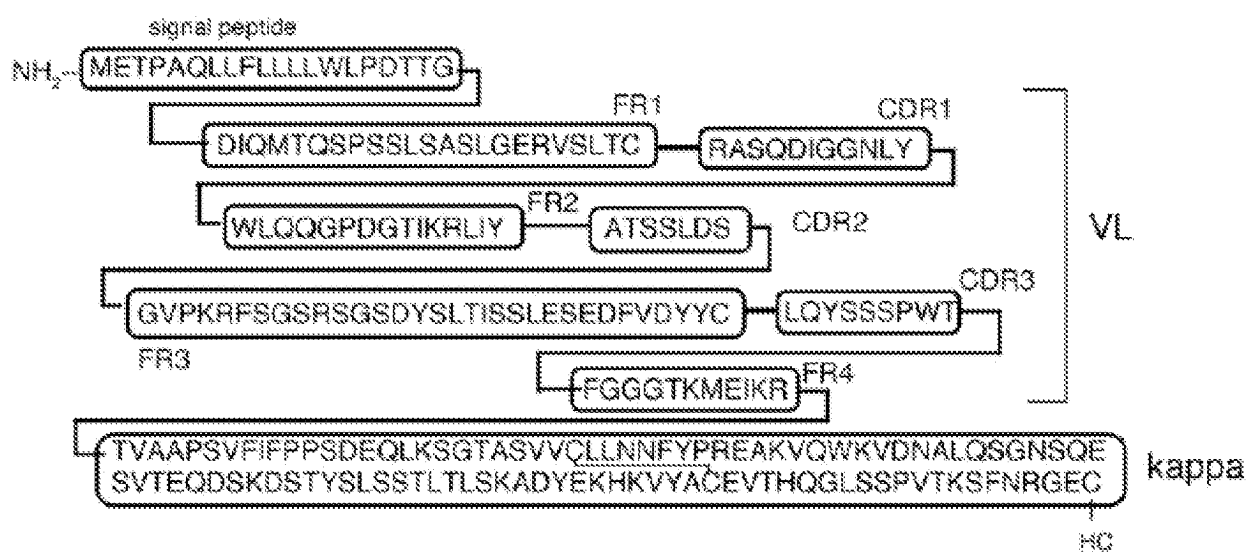 signal peptide
NH2 METPAQLLFLLLLWLPDTTG
FR1 CDR1
DIQMTQSPSSLSASLGERVSLTC RASQDIGGNLY
FR2 CDR2
WLQQGPDGTIKRLIY ATSSLDS
VL
CDR3
GVPKRFSGSRSGSDYSLTISSLESEDFVDYYC LQYSSSPWT
FR3
FGGGTKMEIKR FR4
TVAAPSVFIFPPSDEQLKSGTASVVCLLNNFYPREAKVQWKVDNALQSGNSQE
SVTEQDSKDSTYSLSSTLTLSKADYEKHKVYACEVTHQGLSSPVTKSFNRGEC
kappa
HC